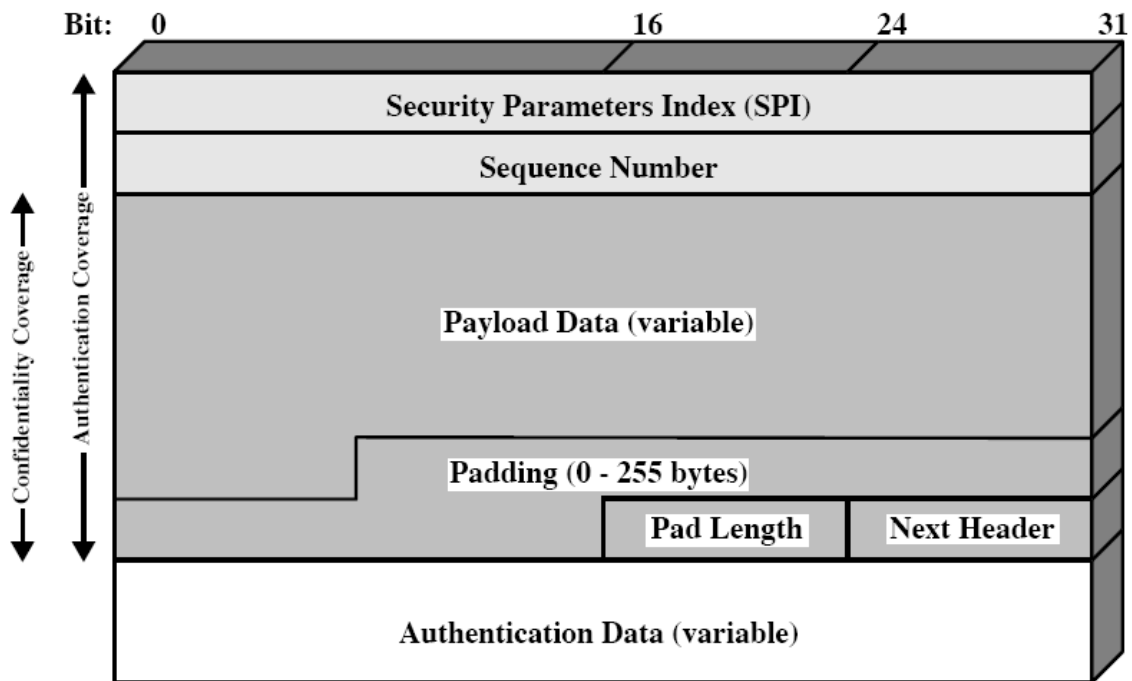 Bit: 0 16 24 31
Security Parameters Index (SPI)
Sequence Number
Confidentiality Coverage
Authentication Coverage
Payload Data (variable)
Padding (0 - 255 bytes)
Pad Length Next Header
Authentication Data (variable)